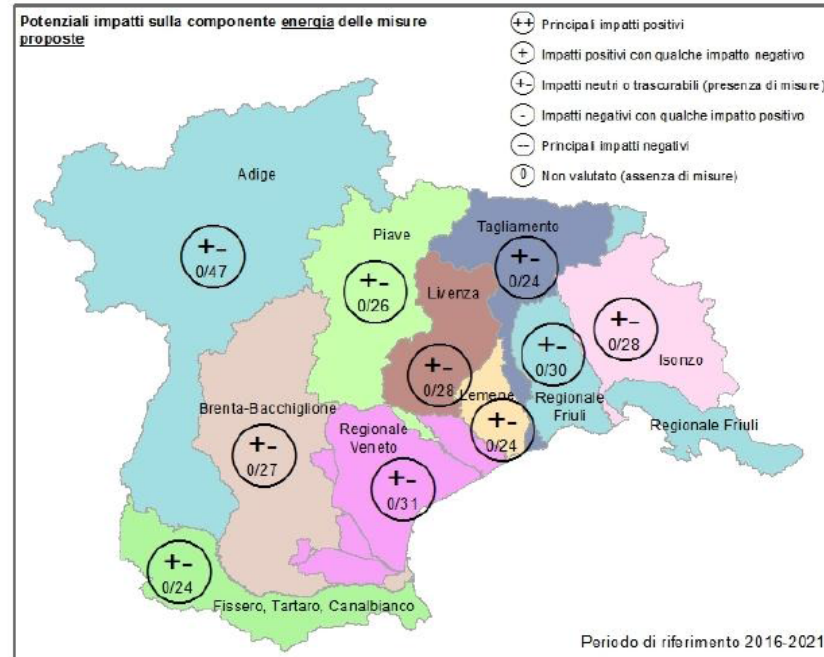 Potenziali impatti sulla componente energia delle misure
proposte
++ Principali impatti positivi
+ Impatti positivi con qualche impatto negativo
+- Impatti neutri o trascurabili (presenza di misure)
- Impatti negativi con qualche impatto positivo
-- Principali impatti negativi
0 Non valutato (assenza di misure)
Adige
+-
0/47
Piave
+-
0/26
Tagliamento
+-
0/24
Livenza
+-
0/28
Lemene
+-
0/24
+-
0/30
Regionale
Friuli
+-
0/28
Isonzo
Regionale Friuli
Brenta-Bacchiglione
+-
0/27
Regionale
Veneto
+-
0/31
+-
0/24
Fissero, Tartaro, Canalbianco
Periodo di riferimento 2016-2021